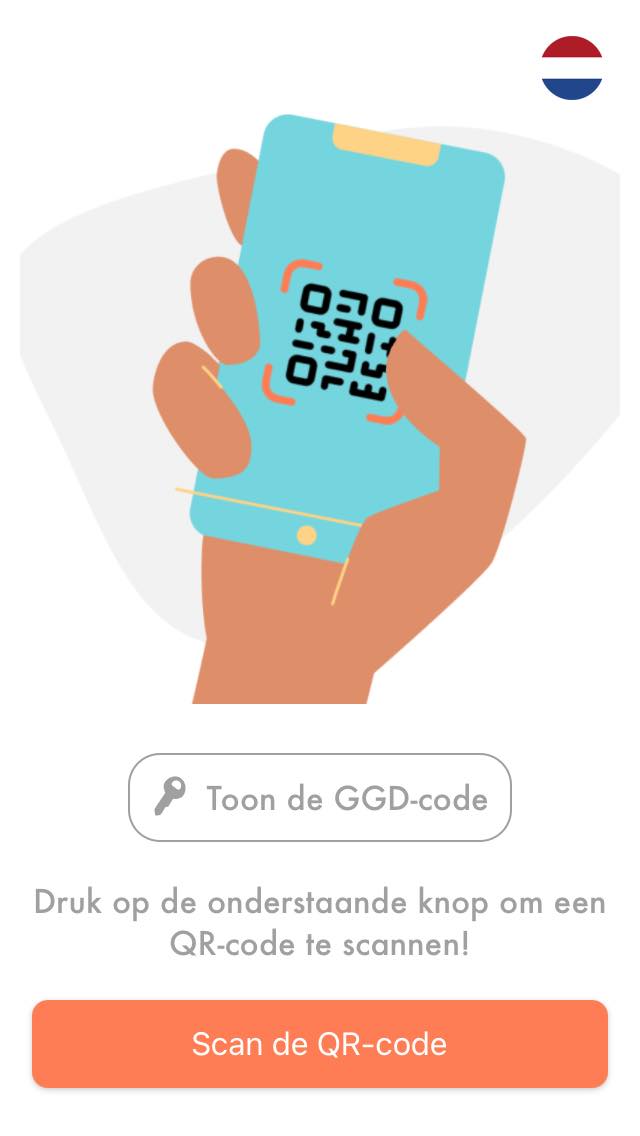 Toon de GGD-code
Druk op de onderstaande knop om een
QR-code te scannen!
Scan de QR-code